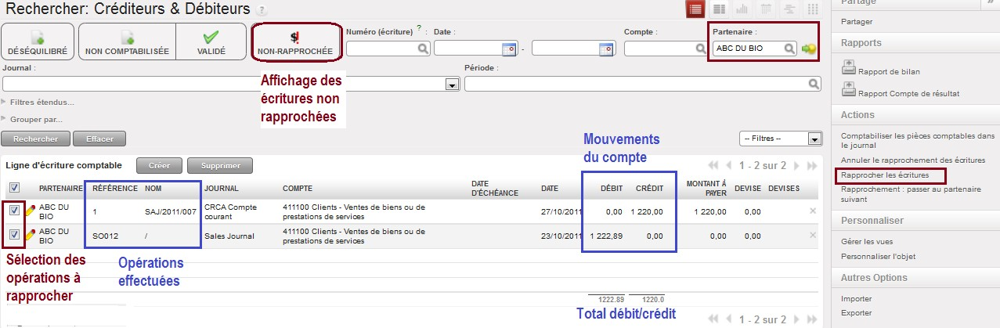 Rechercher: Créditeurs & Débiteurs ?
DÉSÉQUILIBRÉ
NON COMPTABILISÉE
VALIDÉ
NON-RAPPROCHÉE
Numéro (écriture) ? :
Date :
-
Compte :
Partenaire :
ABC DU BIO
Journal :
Période :
Affichage des
écritures non
rapprochées
Filtres étendus...
Grouper par...
Rechercher
Effacer
-- Filtres --
Mouvements
du compte
Ligne d'écriture comptable
Créer
Supprimer
1 - 2 sur 2
PARTENAIRE RÉFÉRENCE NOM JOURNAL COMPTE DATE D'ÉCHÉANCE DATE DÉBIT CRÉDIT MONTANT À PAYER DEVISE DEVISES
ABC DU BIO 1 SAJ/2011/007 CRCA Compte courant 411100 Clients - Ventes de biens ou de prestations de services 27/10/2011 0,00 1 220,00 1 220,00 0,00
ABC DU BIO SO012 / Sales Journal 411100 Clients - Ventes de biens ou de prestations de services 23/10/2011 1 222,89 0,00 0,00 0,00
Sélection des
opérations à
rapprocher
Opérations
effectuées
1222.89 1220.0
Total débit/crédit
1 - 2 sur 2
Partage
Partager
Rapports
Rapport de bilan
Rapport Compte de résultat
Actions
Comptabiliser les pièces comptables dans
le journal
Annuler le rapprochement des écritures
Rapprocher les écritures
Rapprochement : passer au partenaire
suivant
Personnaliser
Gérer les vues
Personnaliser l'objet
Autres Options
Importer
Exporter